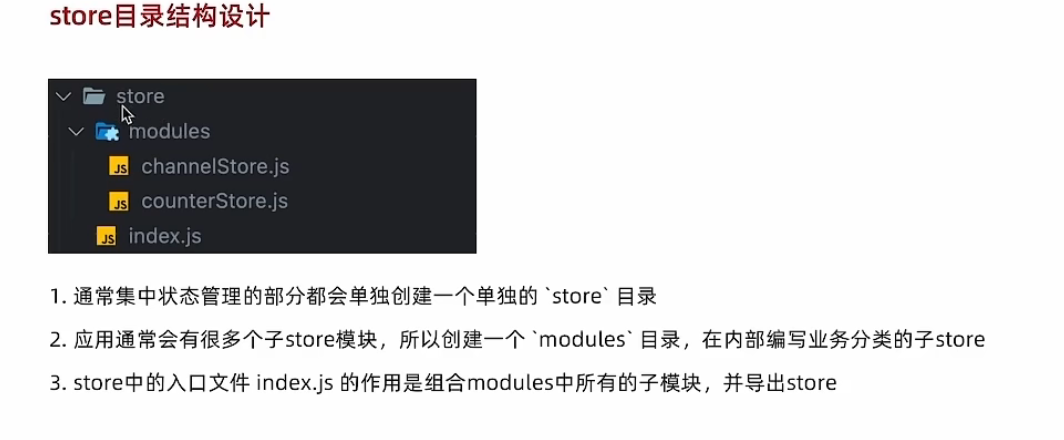 store目录结构设计
store
modules
JS channelStore.js
JS counterStore.js
JS index.js
1. 通常集中状态管理的部分都会单独创建一个单独的 `store` 目录
2. 应用通常会有很多个子store模块，所以创建一个 `modules` 目录，在内部编写业务分类的子store
3. store中的入口文件 index.js 的作用是组合modules中所有的子模块，并导出store